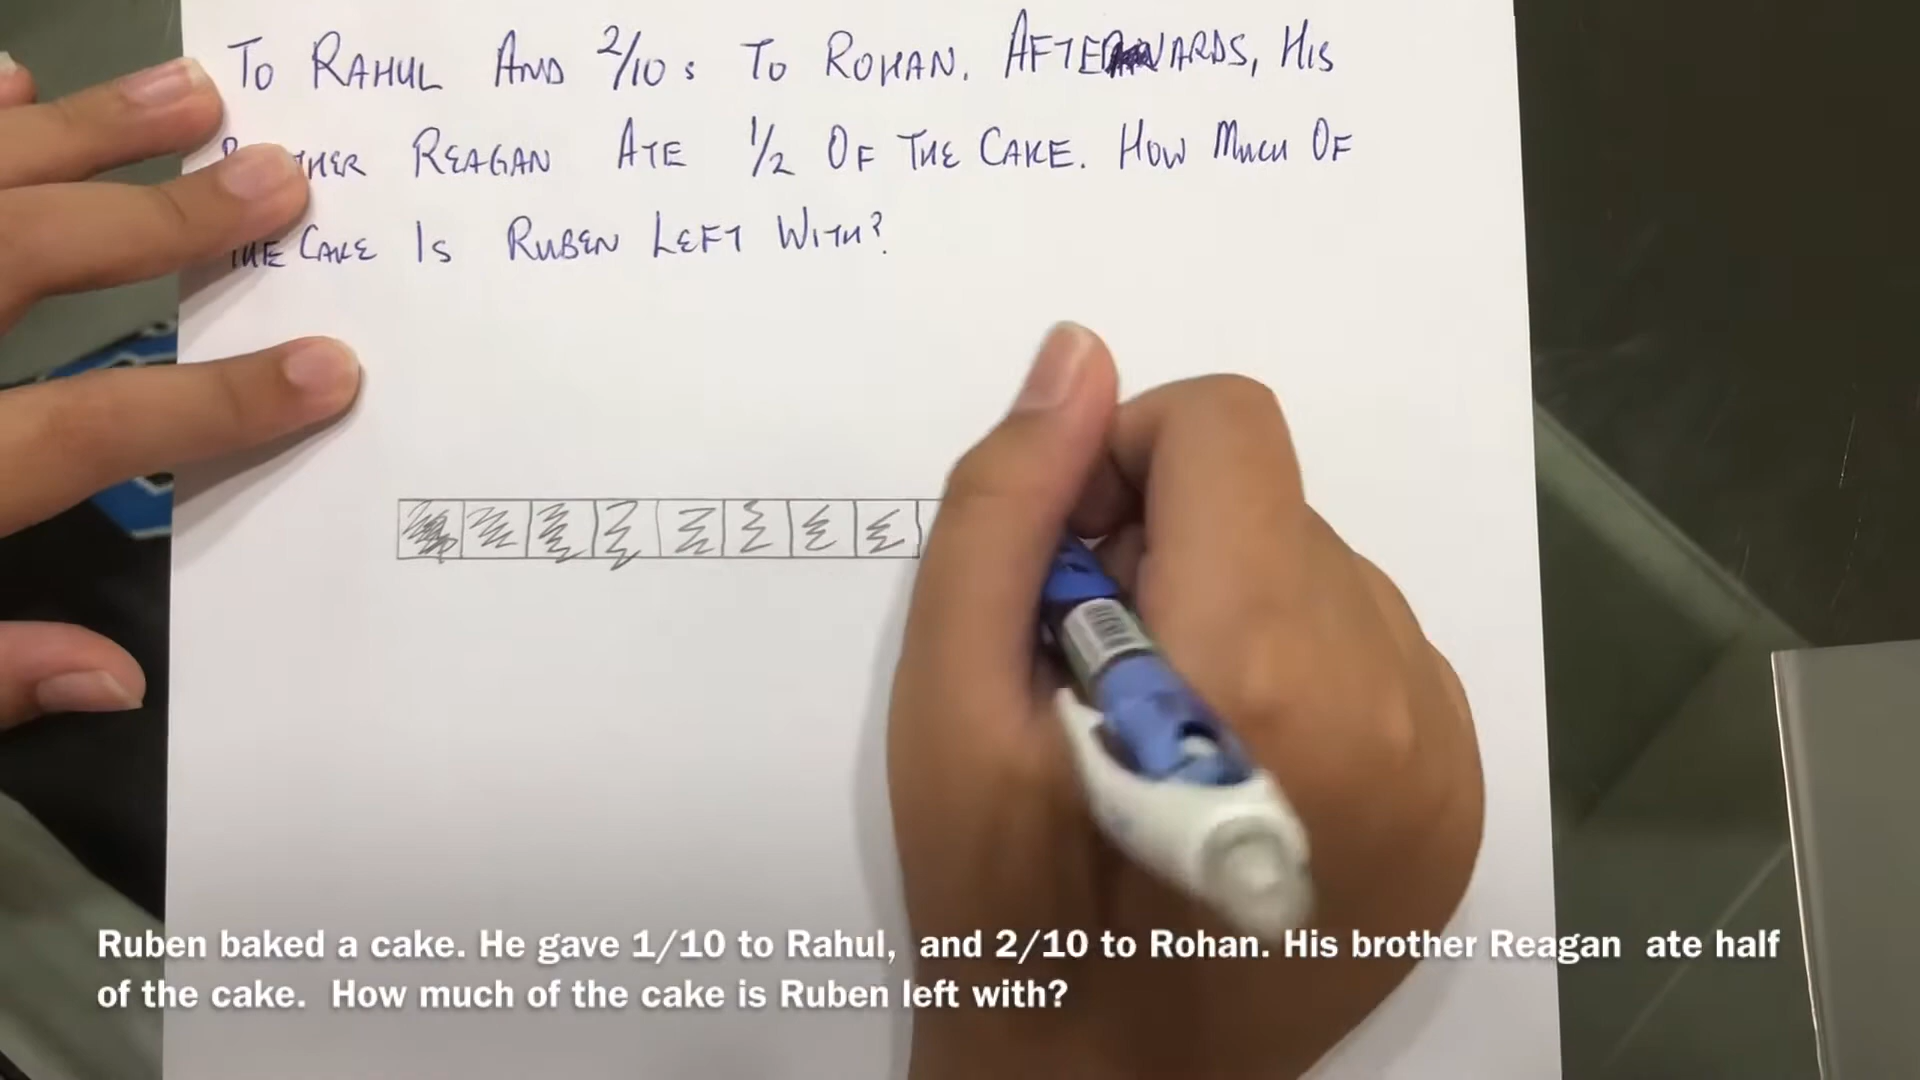 TO RAHUL AND 2/10s TO ROHAN. AFTERWARDS, HIS
REAGAN ATE 1/2 OF THE CAKE. HOW MUCH OF
THE CAKE IS RUBEN LEFT WITH?
Ruben baked a cake. He gave 1/10 to Rahul, and 2/10 to Rohan. His brother Reagan ate half
of the cake. How much of the cake is Ruben left with?